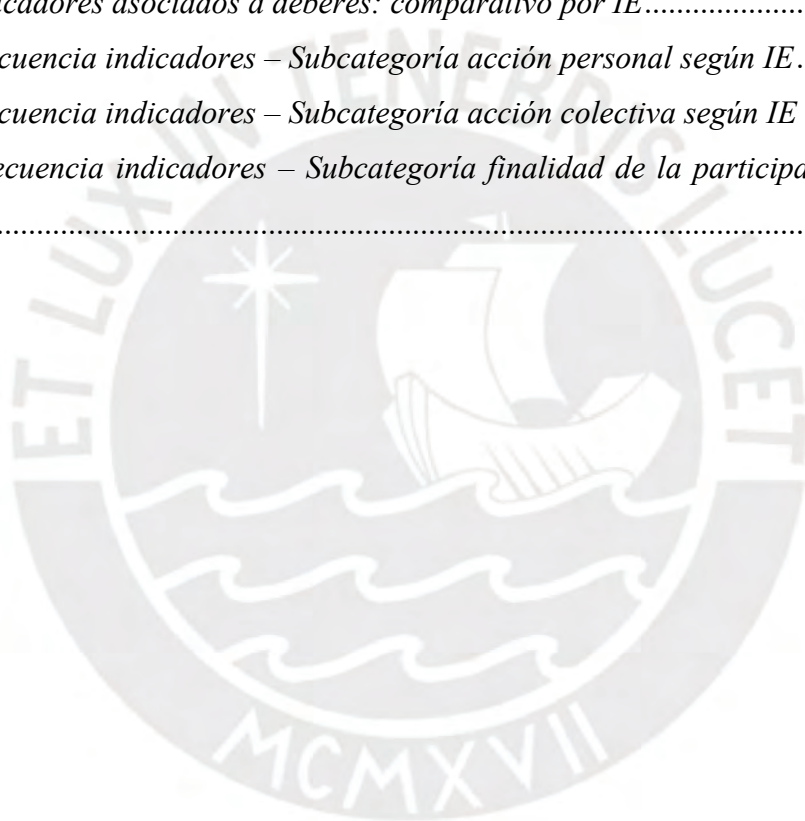 cadores asociados a deberes: comparativo por IE.....................
cuencia indicadores – Subcategoría acción personal según IE.
cuencia indicadores – Subcategoría acción colectiva según IE
ecuencia indicadores – Subcategoría finalidad de la participa
....................................................................................................
ET LUX IN TENEBRIS LUCET
MCMXVII